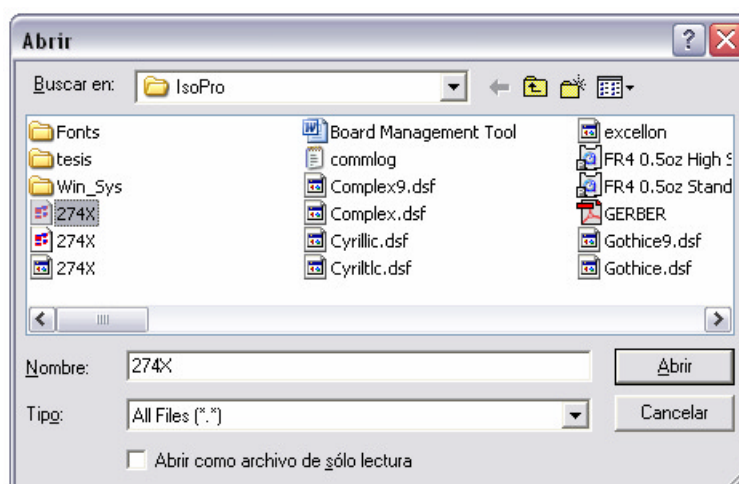 Abrir
Buscar en: IsoPro
Fonts
tesis
Win_Sys
274X
274X
274X
Board Management Tool
commlog
Complex9.dsf
Complex.dsf
Cyrillic.dsf
Cyriltlc.dsf
excellon
FR4 0.5oz High S
FR4 0.5oz Stand
GERBER
Gothice9.dsf
Gothice.dsf
Nombre: 274X
Abrir
Tipo: All Files (*.*)
Cancelar
Abrir como archivo de sólo lectura